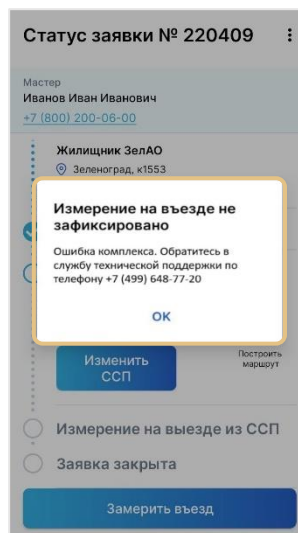 Статус заявки № 220409
Мастер
Иванов Иван Иванович
+7 (800) 200-06-00
Жилищник ЗелАО
Зеленоград, к1553
Измерение на въезде не
зафиксировано
Ошибка комплекса. Обратитесь в
службу технической поддержки по
телефону +7 (499) 648-77-20
ОК
Изменить
ССП
Построить
маршрут
Измерение на выезде из ССП
Заявка закрыта
Замерить въезд